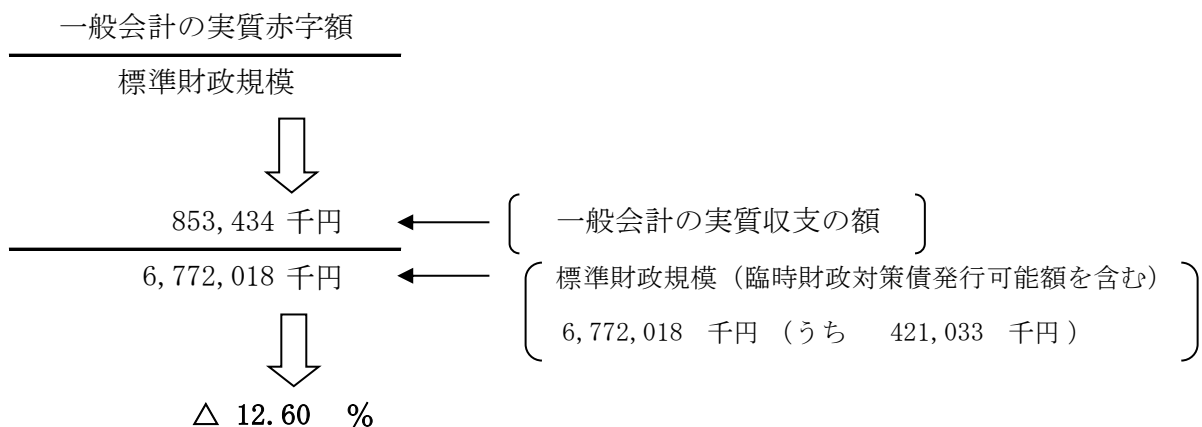 一般会計の実質赤字額
標準財政規模
853,434 千円
一般会計の実質収支の額
6,772,018 千円
標準財政規模（臨時財政対策債発行可能額を含む）
6,772,018 千円 （うち 421,033 千円 ）
△ 12.60 %